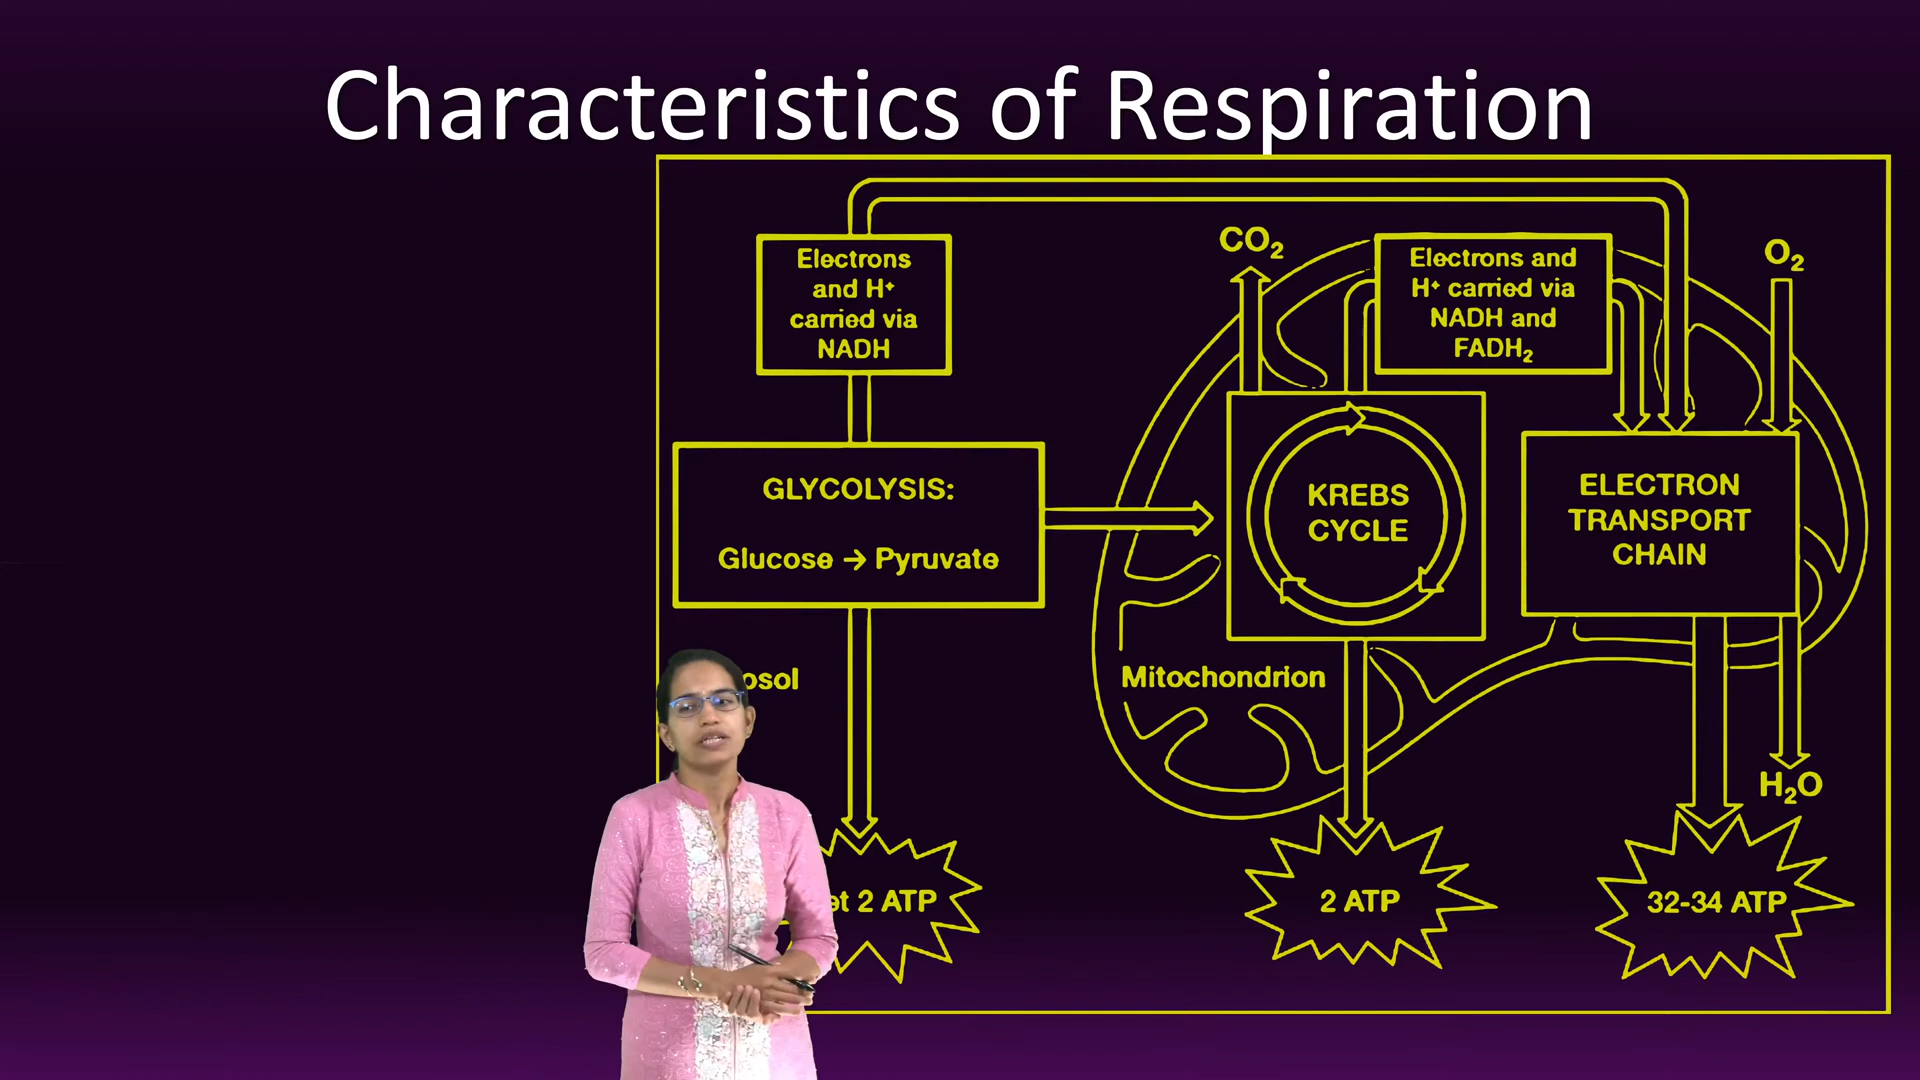 Characteristics of Respiration
Electrons
and H⁺
carried via
NADH
CO₂
Electrons and
H⁺ carried via
NADH and
FADH₂
O₂
GLYCOLYSIS:
Glucose → Pyruvate
KREBS
CYCLE
ELECTRON
TRANSPORT
CHAIN
Mitochondrion
H₂O
2 ATP
2 ATP
32-34 ATP